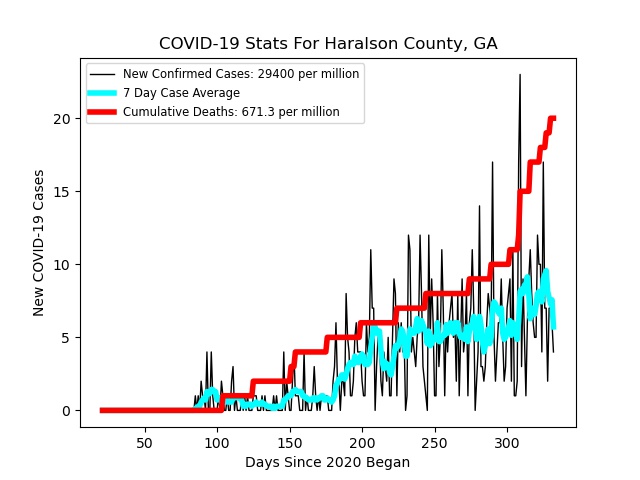 COVID-19 Stats For Haralson County, GA
New Confirmed Cases: 29400 per million
7 Day Case Average
Cumulative Deaths: 671.3 per million
New COVID-19 Cases
20
15
10
5
0
50 100 150 200 250 300
Days Since 2020 Began